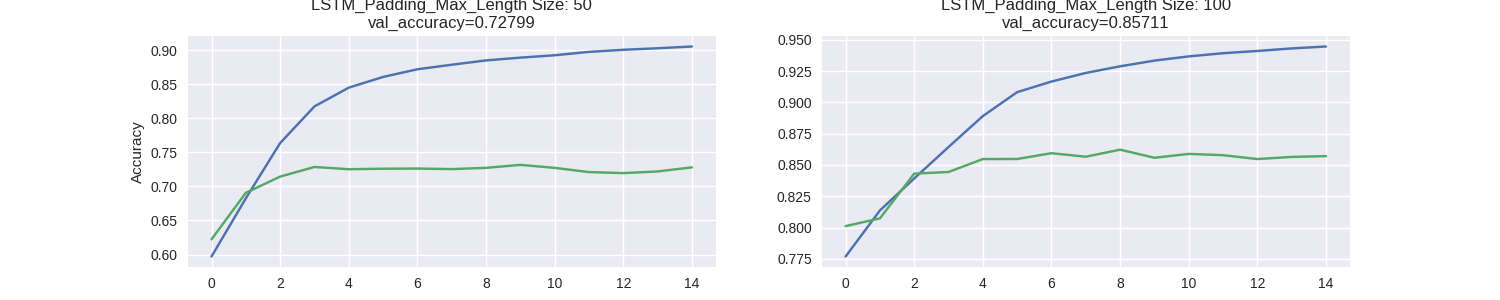 LSTM_Padding_Max_Length Size: 50
val_accuracy=0.72799
0.90
0.85
0.80
0.75
0.70
0.65
0.60
Accuracy
0 2 4 6 8 10 12 14
LSTM_Padding_Max_Length Size: 100
val_accuracy=0.85711
0.950
0.925
0.900
0.875
0.850
0.825
0.800
0.775
0 2 4 6 8 10 12 14